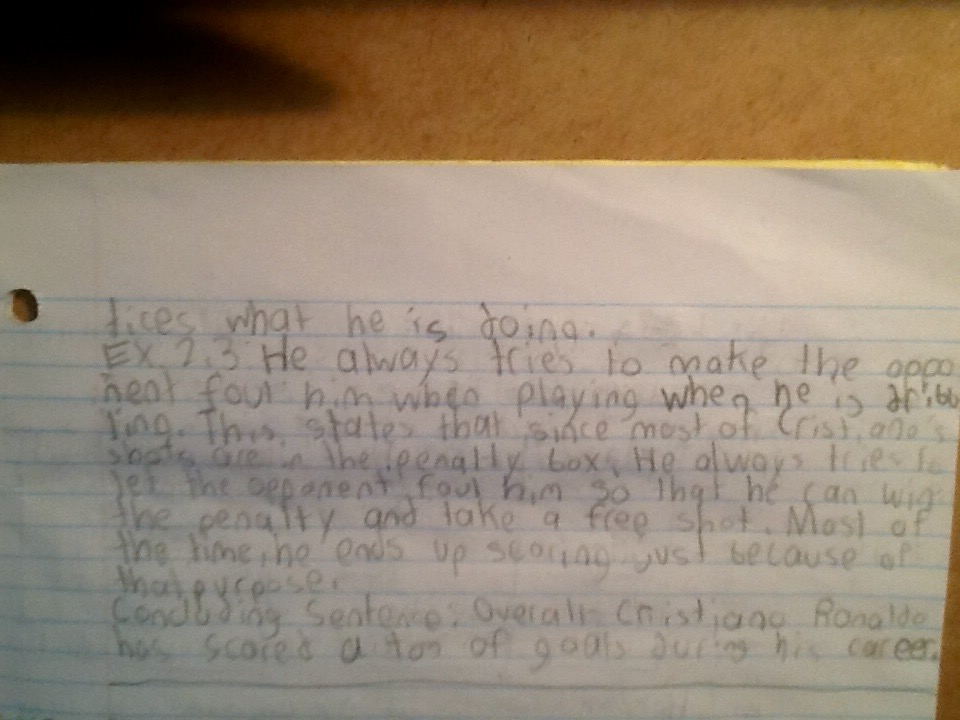 tices what he is doing.
EX 2.3: He always tries to make the oppo
nent foul him when playing when he is dribb
ling. This states that since most of Cristiano's
shots are in the penalty box, He always tries to
let the opponent foul him so that he can win
the penalty and take a free shot. Most of
the time, he ends up scoring just because of
that purpose.
Concluding Sentence: Overall Cristiano Ronaldo
has scored a ton of goals during his career.